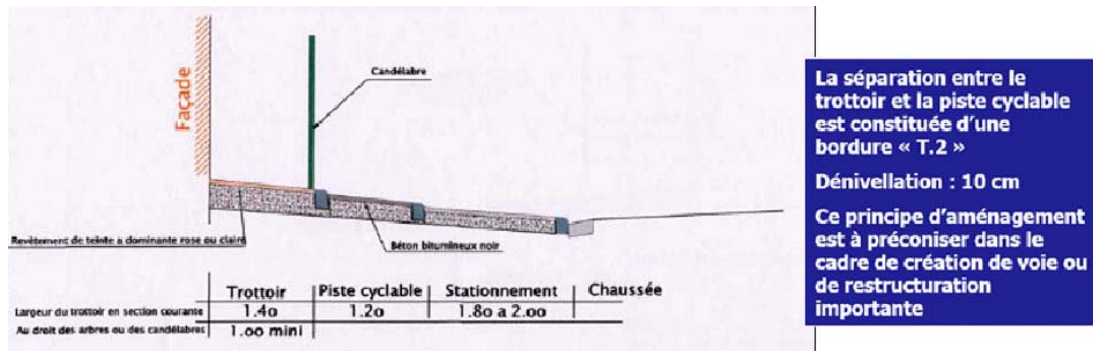 Façade
Candélabre
Revêtement de teinte a dominante rose ou claire
Béton bitumineux noir
Trottoir Piste cyclable Stationnement Chaussée
Largeur du trottoir en section courante 1.40 1.20 1.80 a 2.00
Au droit des arbres ou des candélabres 1.00 mini
La séparation entre le
trottoir et la piste cyclable
est constituée d'une
bordure « T.2 »
Dénivellation : 10 cm
Ce principe d'aménagement
est à préconiser dans le
cadre de création de voie ou
de restructuration
importante